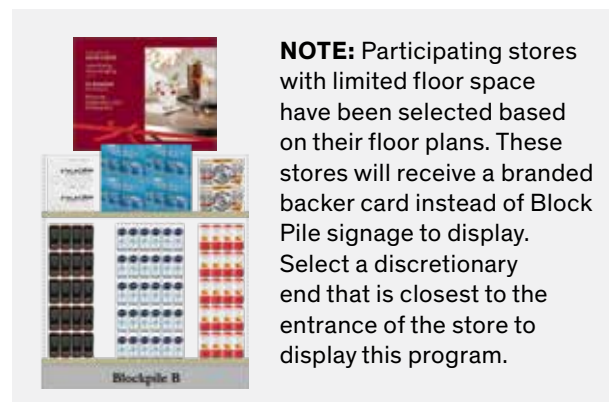 NOTE: Participating stores
with limited floor space
have been selected based
on their floor plans. These
stores will receive a branded
backer card instead of Block
Pile signage to display.
Select a discretionary
end that is closest to the
entrance of the store to
display this program.
Blockpile B